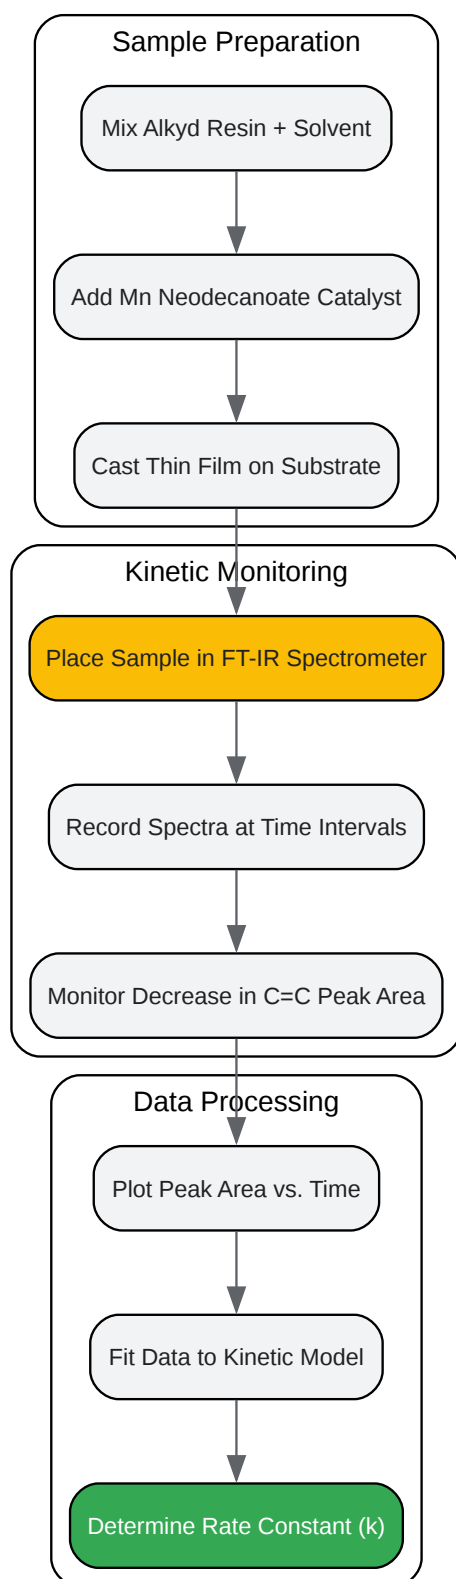 Sample Preparation
Mix Alkyd Resin + Solvent
Add Mn Neodecanoate Catalyst
Cast Thin Film on Substrate
Kinetic Monitoring
Place Sample in FT-IR Spectrometer
Record Spectra at Time Intervals
Monitor Decrease in C=C Peak Area
Data Processing
Plot Peak Area vs. Time
Fit Data to Kinetic Model
Determine Rate Constant (k)